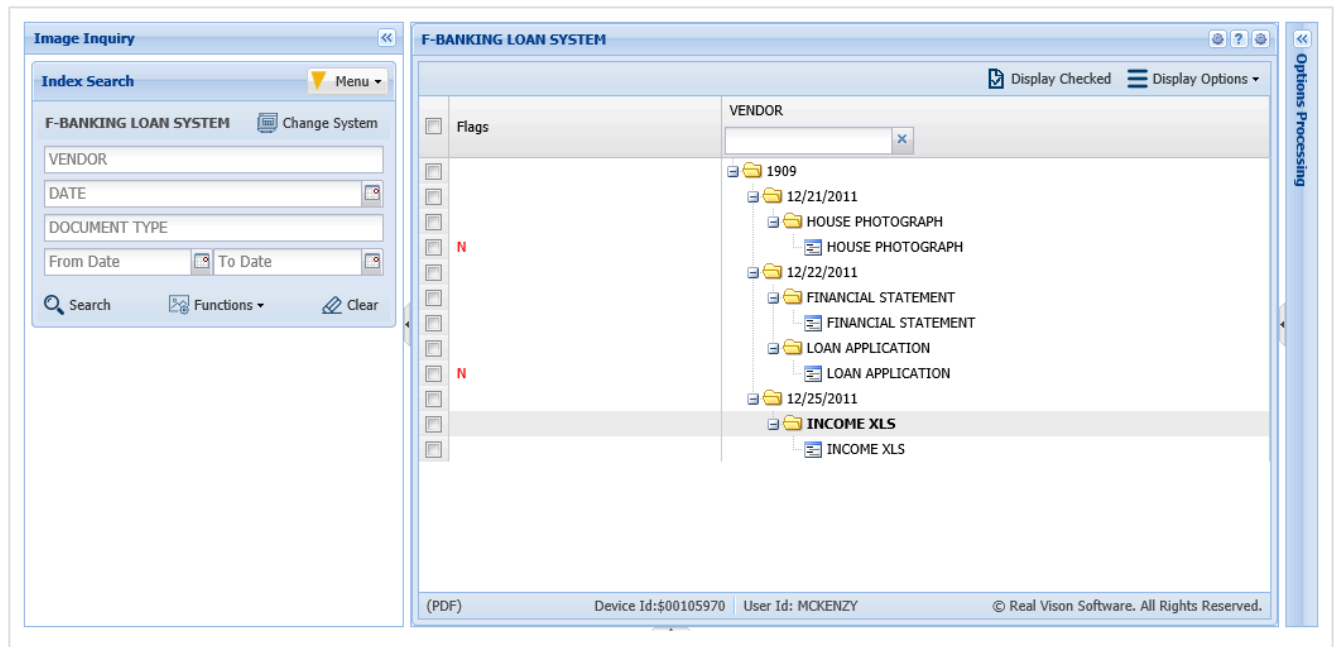 Image Inquiry
Index Search
Menu
F-BANKING LOAN SYSTEM
Change System
VENDOR
DATE
DOCUMENT TYPE
From Date
To Date
Search
Functions
Clear
F-BANKING LOAN SYSTEM
?
Display Checked
Display Options
Flags
VENDOR
1909
12/21/2011
HOUSE PHOTOGRAPH
N HOUSE PHOTOGRAPH
12/22/2011
FINANCIAL STATEMENT
FINANCIAL STATEMENT
LOAN APPLICATION
N LOAN APPLICATION
12/25/2011
INCOME XLS
INCOME XLS
(PDF)
Device Id:$00105970
User Id: MCKENZY
© Real Vison Software. All Rights Reserved.
Options Processing